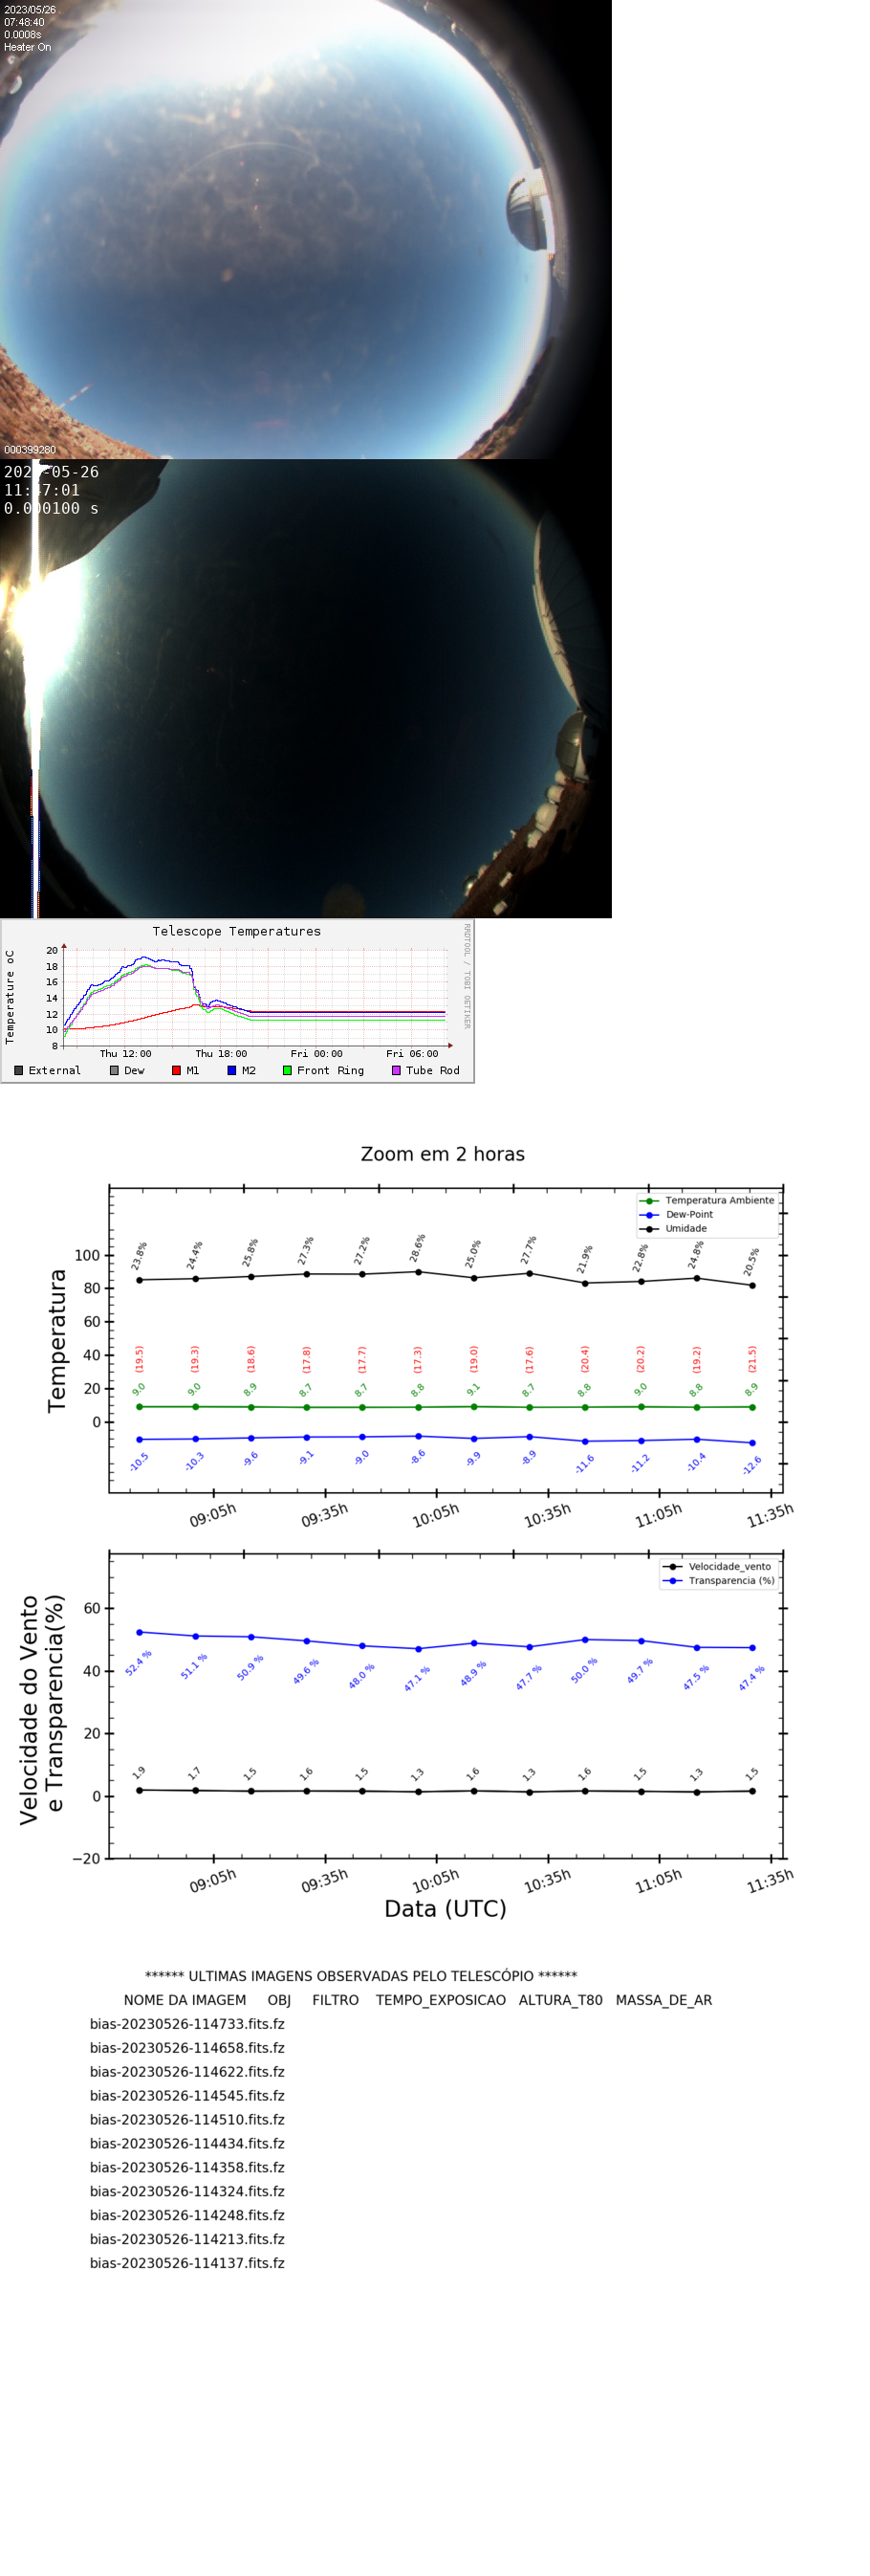 2023/05/26
07:48:40
0.0008s
Heater On
000399280
-05-26
0.000100 s
Telescope Temperatures
Temperature oC
20
18
16
14
12
10
8
Thu 12:00 Thu 18:00 Fri 00:00 Fri 06:00
External Dew M1 M2 Front Ring Tube Rod
RRDTOOL / TOBI OETIKER
Zoom em 2 horas
Temperatura Ambiente
Dew-Point
Umidade
Temperatura
100
80
60
40
20
0
23.8% 24.4% 25.8% 27.3% 27.2% 28.6% 25.0% 27.7% 21.9% 22.8% 24.8% 20.5%
(19.5) (19.3) (18.6) (17.8) (17.7) (17.3) (19.0) (17.6) (20.4) (20.2) (19.2) (21.5)
9.0 9.0 8.9 8.7 8.7 8.8 9.1 8.7 8.8 9.0 8.8 8.9
-10.5 -10.3 -9.6 -9.1 -9.0 -8.6 -9.9 -8.9 -11.6 -11.2 -10.4 -12.6
09:05h 09:35h 10:05h 10:35h 11:05h 11:35h
Velocidade_vento
Transparencia (%)
Velocidade do Vento
e Transparencia(%)
60
40
20
0
−20
52.4 % 51.1 % 50.9 % 49.6 % 48.0 % 47.1 % 48.9 % 47.7 % 50.0 % 49.7 % 47.5 % 47.4 %
1.9 1.7 1.5 1.6 1.5 1.3 1.6 1.3 1.6 1.5 1.3 1.5
09:05h 09:35h 10:05h 10:35h 11:05h 11:35h
Data (UTC)
****** ULTIMAS IMAGENS OBSERVADAS PELO TELESCÓPIO ******
NOME DA IMAGEM OBJ FILTRO TEMPO_EXPOSICAO ALTURA_T80 MASSA_DE_AR
bias-20230526-114733.fits.fz
bias-20230526-114658.fits.fz
bias-20230526-114622.fits.fz
bias-20230526-114545.fits.fz
bias-20230526-114510.fits.fz
bias-20230526-114434.fits.fz
bias-20230526-114358.fits.fz
bias-20230526-114324.fits.fz
bias-20230526-114248.fits.fz
bias-20230526-114213.fits.fz
bias-20230526-114137.fits.fz